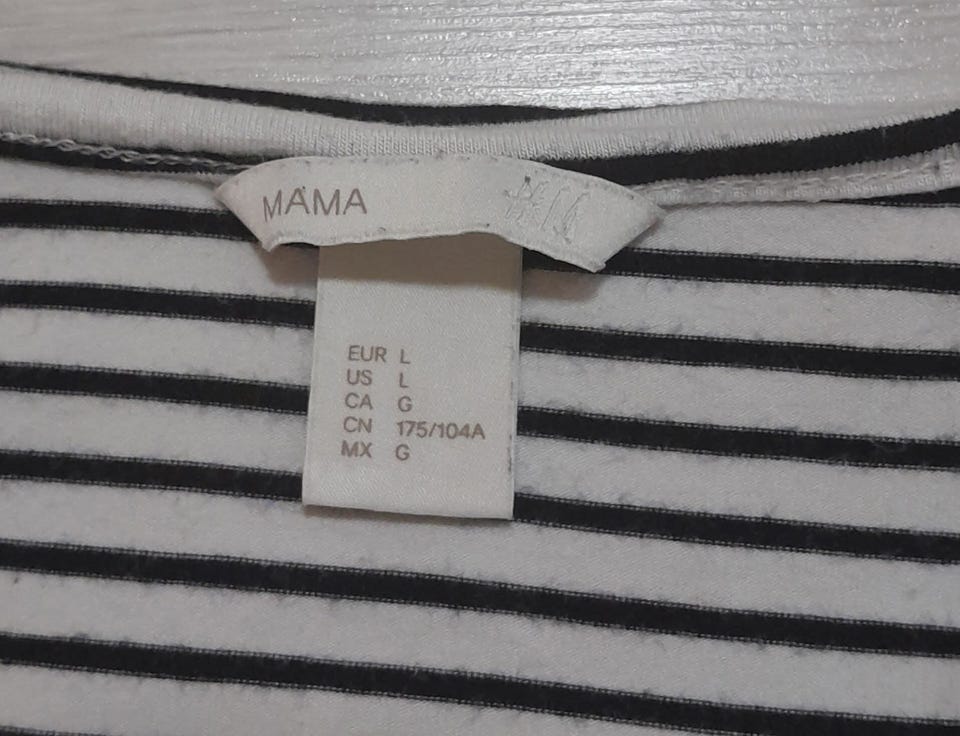 MAMA
EUR L
US L
CA G
CN 175/104A
MX G